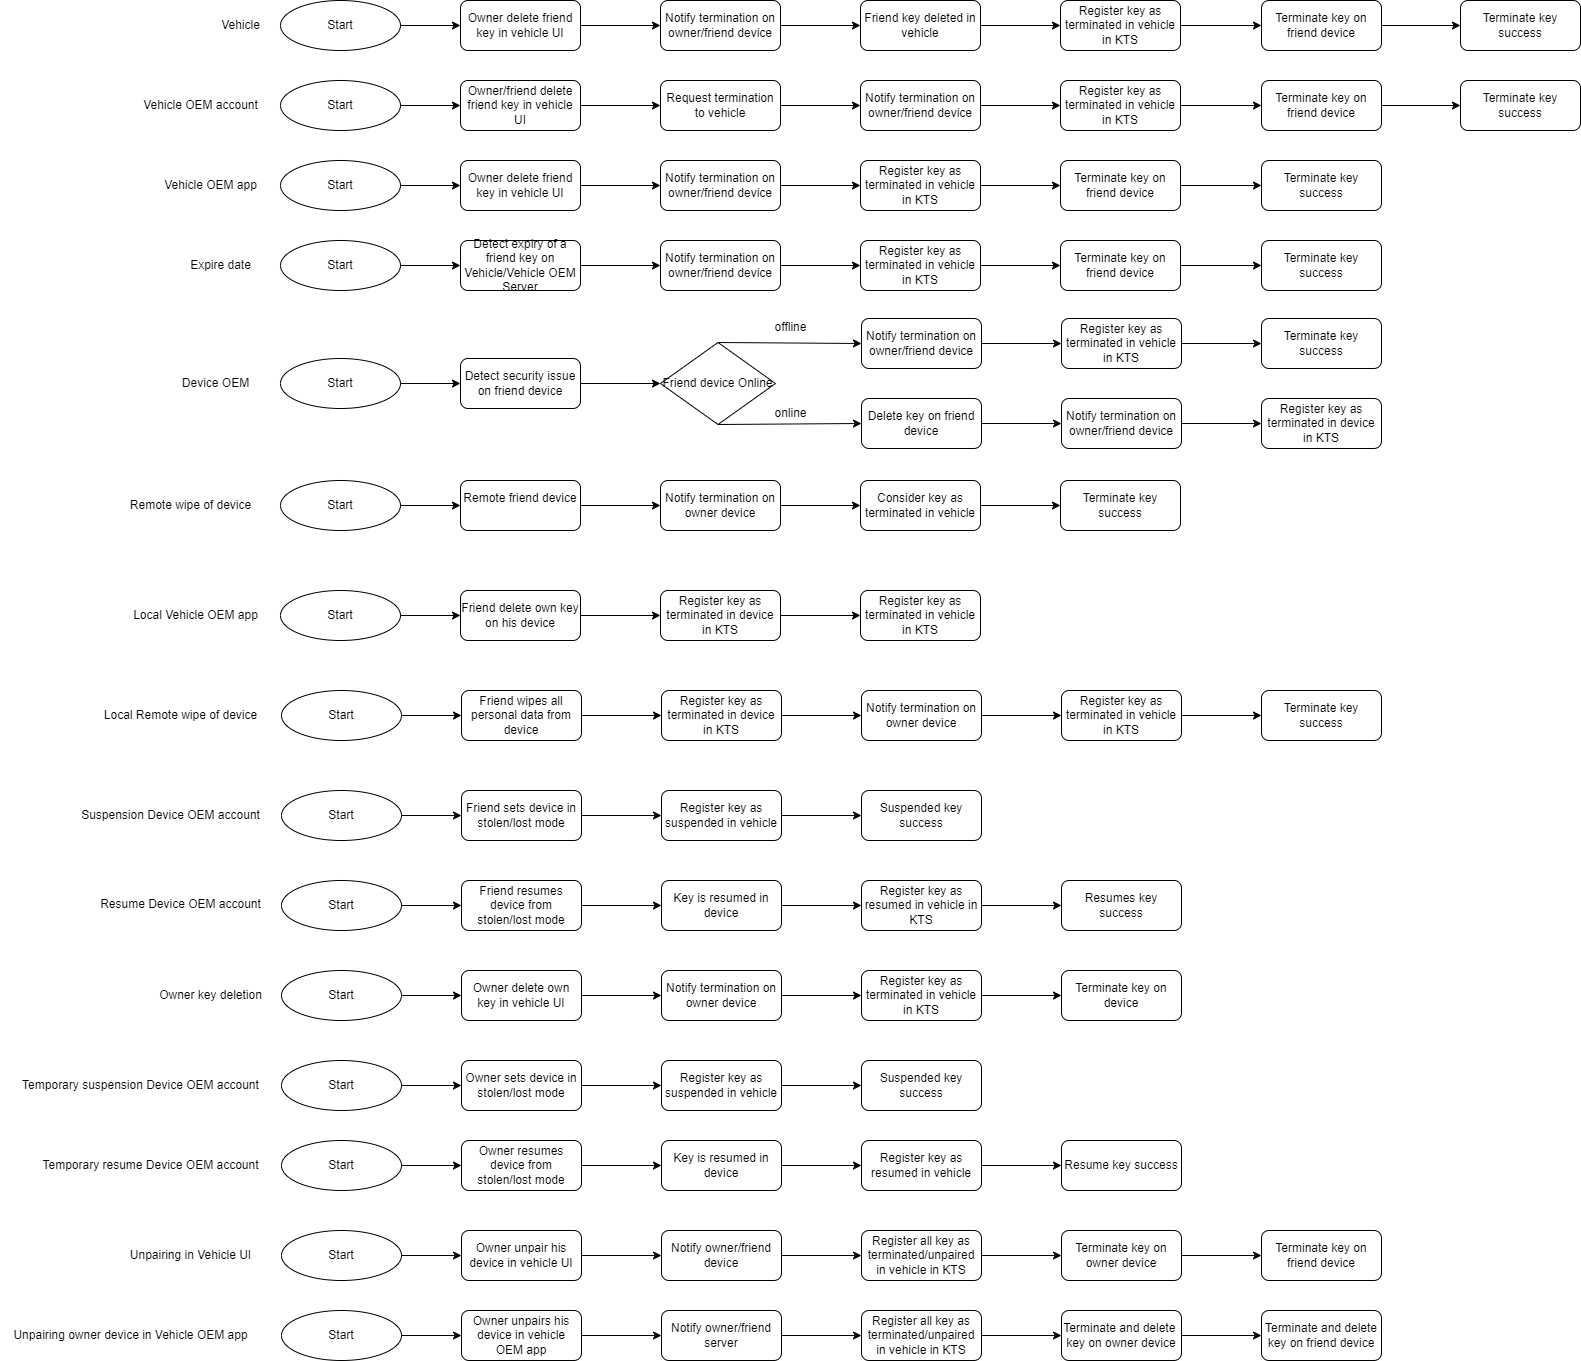 Vehicle
Start
Owner delete friend
key in vehicle UI
Notify termination on
owner/friend device
Friend key deleted in
vehicle
Register key as
terminated in vehicle
in KTS
Terminate key on
friend device
Terminate key
success
Vehicle OEM account
Start
Owner/friend delete
friend key in vehicle
UI
Request termination
to vehicle
Notify termination on
owner/friend device
Register key as
terminated in vehicle
in KTS
Terminate key on
friend device
Terminate key
success
Vehicle OEM app
Start
Owner delete friend
key in vehicle UI
Notify termination on
owner/friend device
Register key as
terminated in vehicle
in KTS
Terminate key on
friend device
Terminate key
success
Expire date
Start
Detect expiry of a
friend key on
Vehicle/Vehicle OEM
Server
Notify termination on
owner/friend device
Register key as
terminated in vehicle
in KTS
Terminate key on
friend device
Terminate key
success
Device OEM
Start
Detect security issue
on friend device
Friend device Online
offline
Notify termination on
owner/friend device
Register key as
terminated in vehicle
in KTS
Terminate key
success
online
Delete key on friend
device
Notify termination on
owner/friend device
Register key as
terminated in device
in KTS
Remote wipe of device
Start
Remote friend device
Notify termination on
owner device
Consider key as
terminated in vehicle
Terminate key
success
Local Vehicle OEM app
Start
Friend delete own key
on his device
Register key as
terminated in device
in KTS
Register key as
terminated in vehicle
in KTS
Local Remote wipe of device
Start
Friend wipes all
personal data from
device
Register key as
terminated in device
in KTS
Notify termination on
owner device
Register key as
terminated in vehicle
in KTS
Terminate key
success
Suspension Device OEM account
Start
Friend sets device in
stolen/lost mode
Register key as
suspended in vehicle
Suspended key
success
Resume Device OEM account
Start
Friend resumes
device from
stolen/lost mode
Key is resumed in
device
Register key as
resumed in vehicle in
KTS
Resumes key
success
Owner key deletion
Start
Owner delete own
key in vehicle UI
Notify termination on
owner device
Register key as
terminated in vehicle
in KTS
Terminate key on
device
Temporary suspension Device OEM account
Start
Owner sets device in
stolen/lost mode
Register key as
suspended in vehicle
Suspended key
success
Temporary resume Device OEM account
Start
Owner resumes
device from
stolen/lost mode
Key is resumed in
device
Register key as
resumed in vehicle
Resume key success
Unpairing in Vehicle UI
Start
Owner unpair his
device in vehicle UI
Notify owner/friend
device
Register all key as
terminated/unpaired
in vehicle in KTS
Terminate key on
owner device
Terminate key on
friend device
Unpairing owner device in Vehicle OEM app
Start
Owner unpairs his
device in vehicle
OEM app
Notify owner/friend
server
Register all key as
terminated/unpaired
in vehicle in KTS
Terminate and delete
key on owner device
Terminate and delete
key on friend device